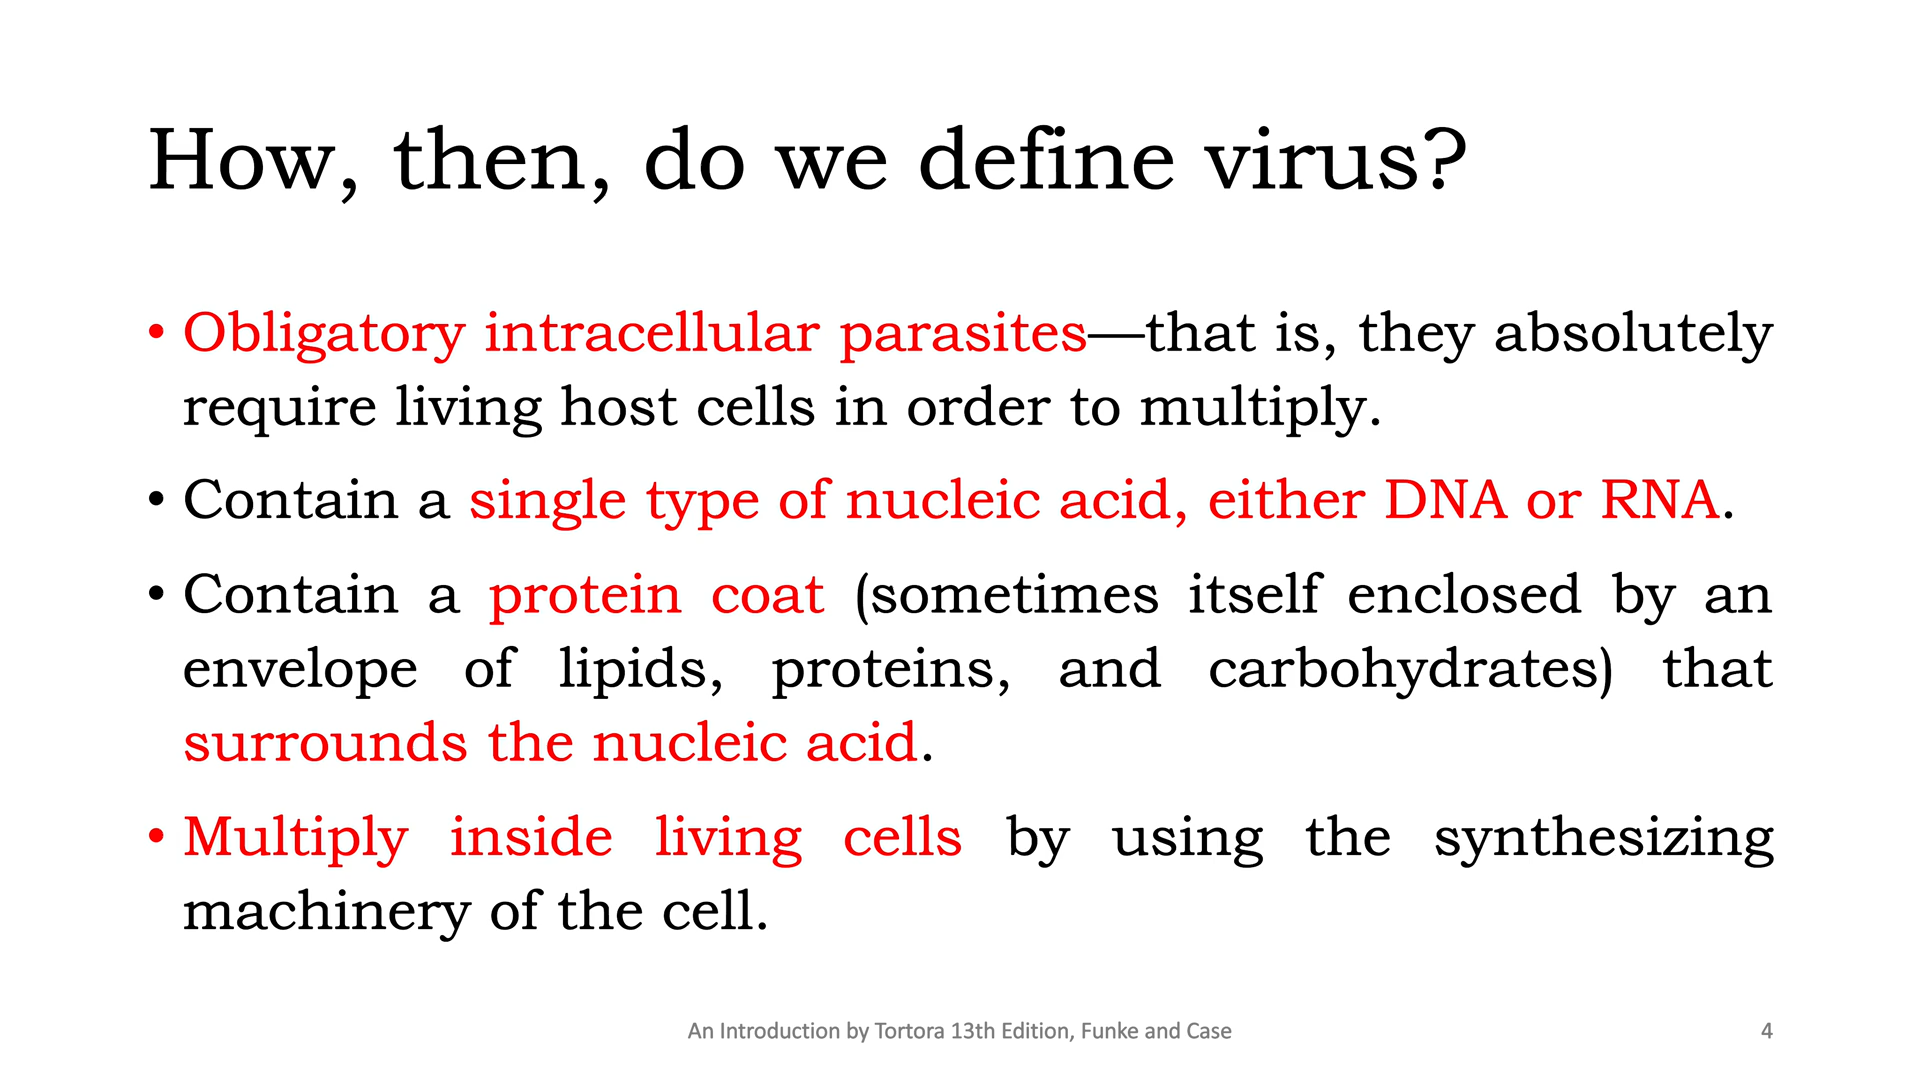 How, then, do we define virus?
• Obligatory intracellular parasites—that is, they absolutely
require living host cells in order to multiply.
• Contain a single type of nucleic acid, either DNA or RNA.
• Contain a protein coat (sometimes itself enclosed by an
envelope of lipids, proteins, and carbohydrates) that
surrounds the nucleic acid.
• Multiply inside living cells by using the synthesizing
machinery of the cell.
An Introduction by Tortora 13th Edition, Funke and Case
4